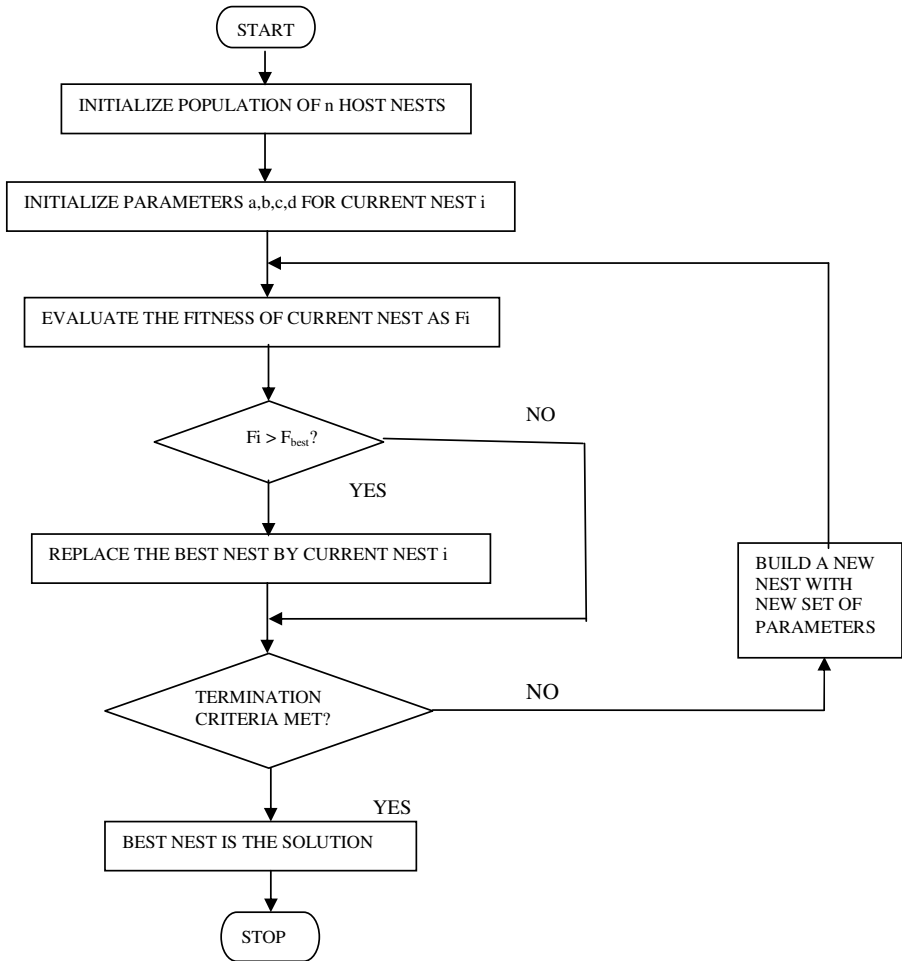 START
INITIALIZE POPULATION OF n HOST NESTS
INITIALIZE PARAMETERS a,b,c,d FOR CURRENT NEST i
EVALUATE THE FITNESS OF CURRENT NEST AS Fi
Fi > Fbest?
NO
YES
REPLACE THE BEST NEST BY CURRENT NEST i
BUILD A NEW
NEST WITH
NEW SET OF
PARAMETERS
TERMINATION
CRITERIA MET?
NO
YES
BEST NEST IS THE SOLUTION
STOP